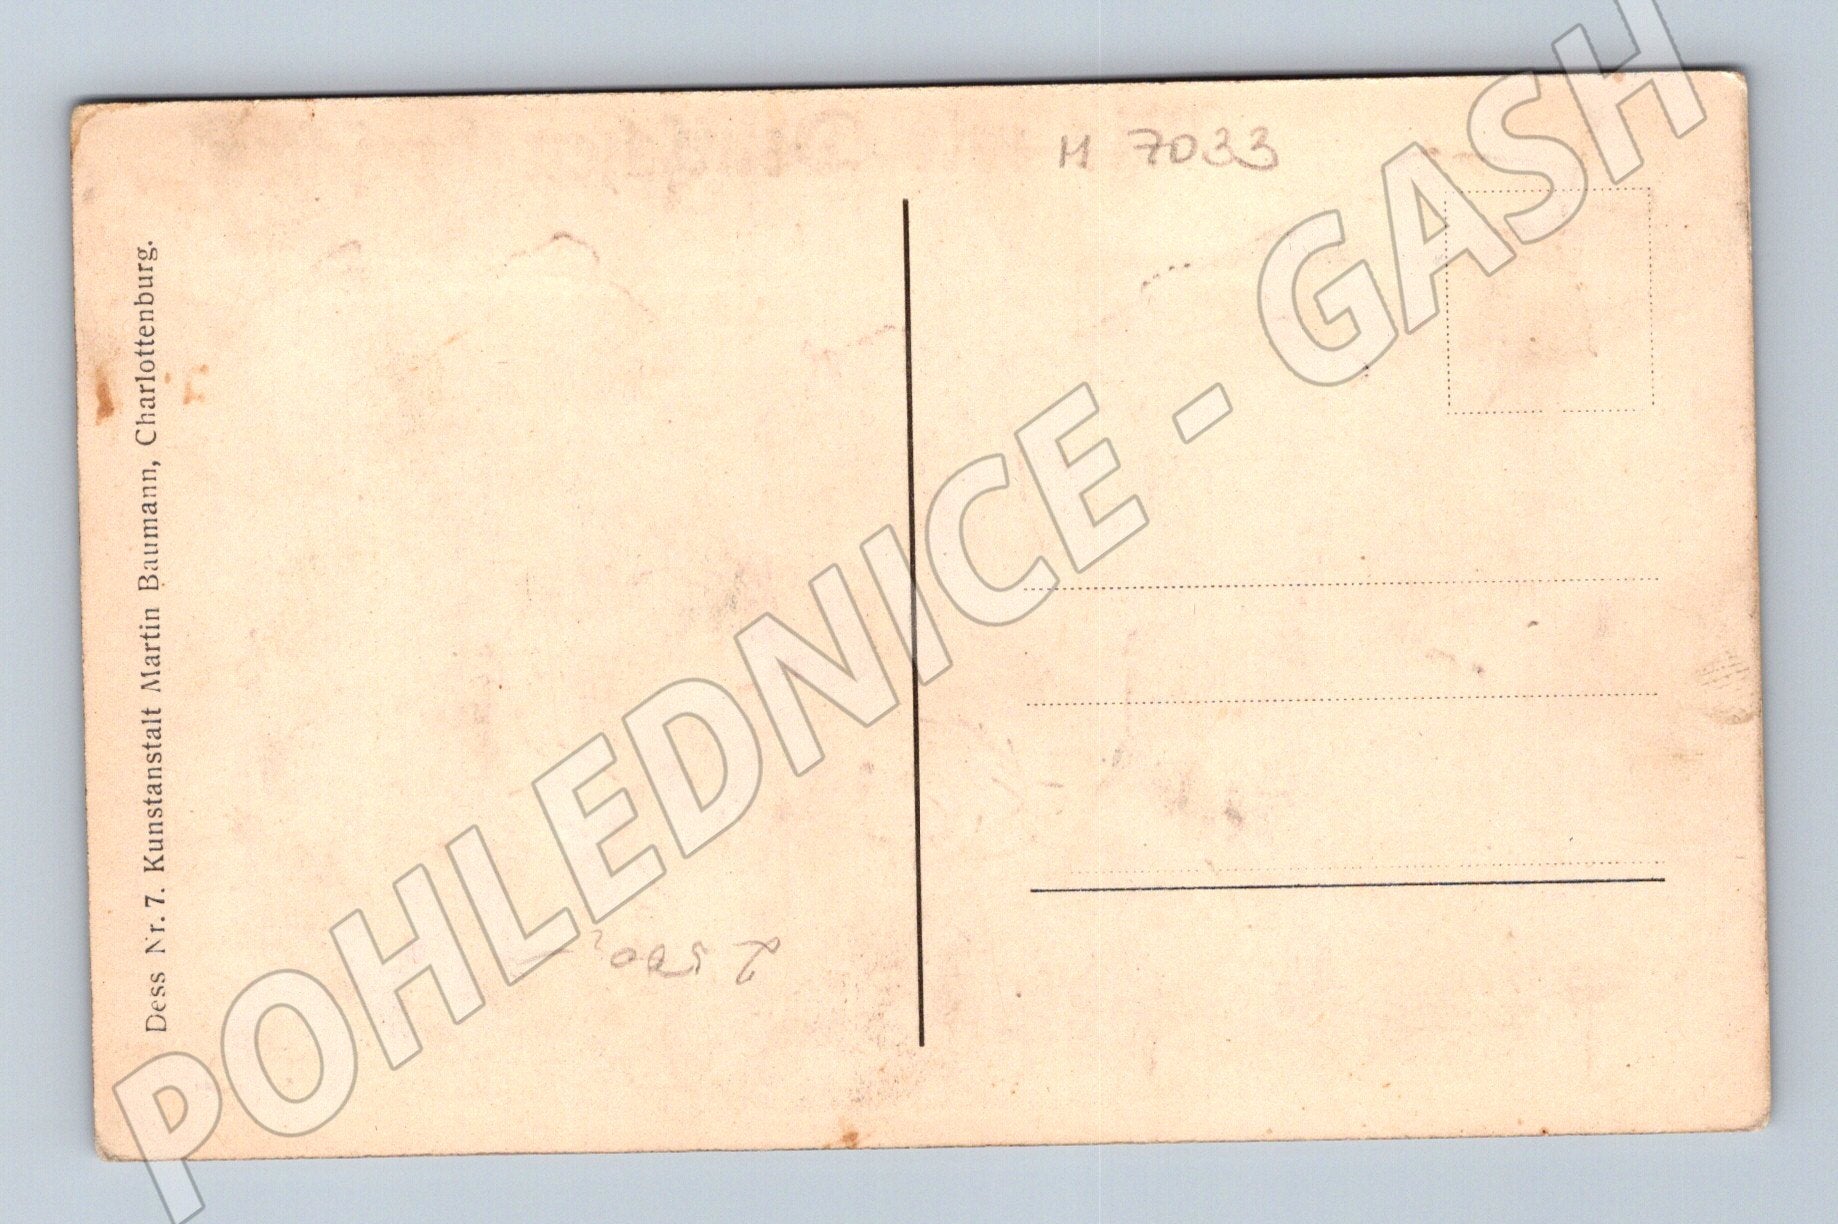 M 7033
Dess Nr. 7. Kunstanstalt Martin Baumann, Charlottenburg.
POHLEDNICE - GASH